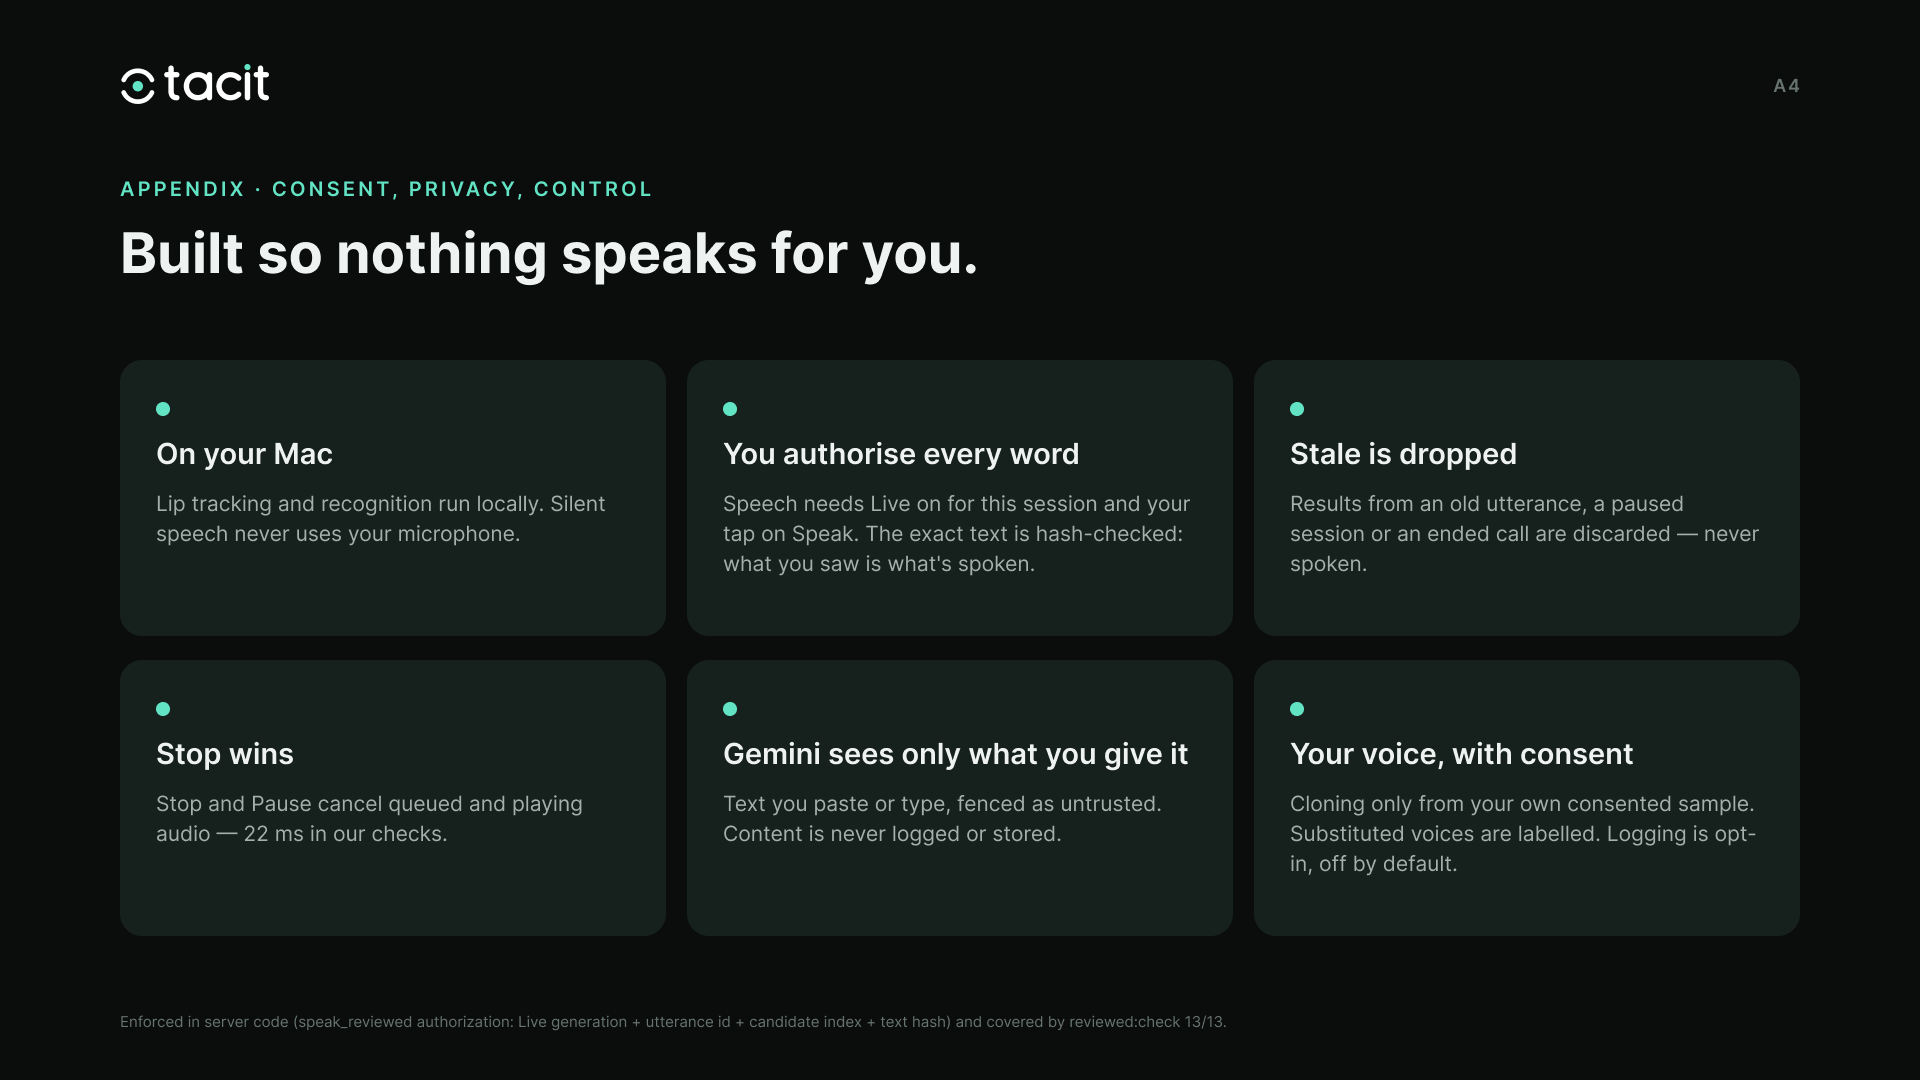 tacit
A4
APPENDIX · CONSENT, PRIVACY, CONTROL
Built so nothing speaks for you.
On your Mac
Lip tracking and recognition run locally. Silent
speech never uses your microphone.
You authorise every word
Speech needs Live on for this session and your
tap on Speak. The exact text is hash-checked:
what you saw is what's spoken.
Stale is dropped
Results from an old utterance, a paused
session or an ended call are discarded — never
spoken.
Stop wins
Stop and Pause cancel queued and playing
audio — 22 ms in our checks.
Gemini sees only what you give it
Text you paste or type, fenced as untrusted.
Content is never logged or stored.
Your voice, with consent
Cloning only from your own consented sample.
Substituted voices are labelled. Logging is opt-
in, off by default.
Enforced in server code (speak_reviewed authorization: Live generation + utterance id + candidate index + text hash) and covered by reviewed:check 13/13.